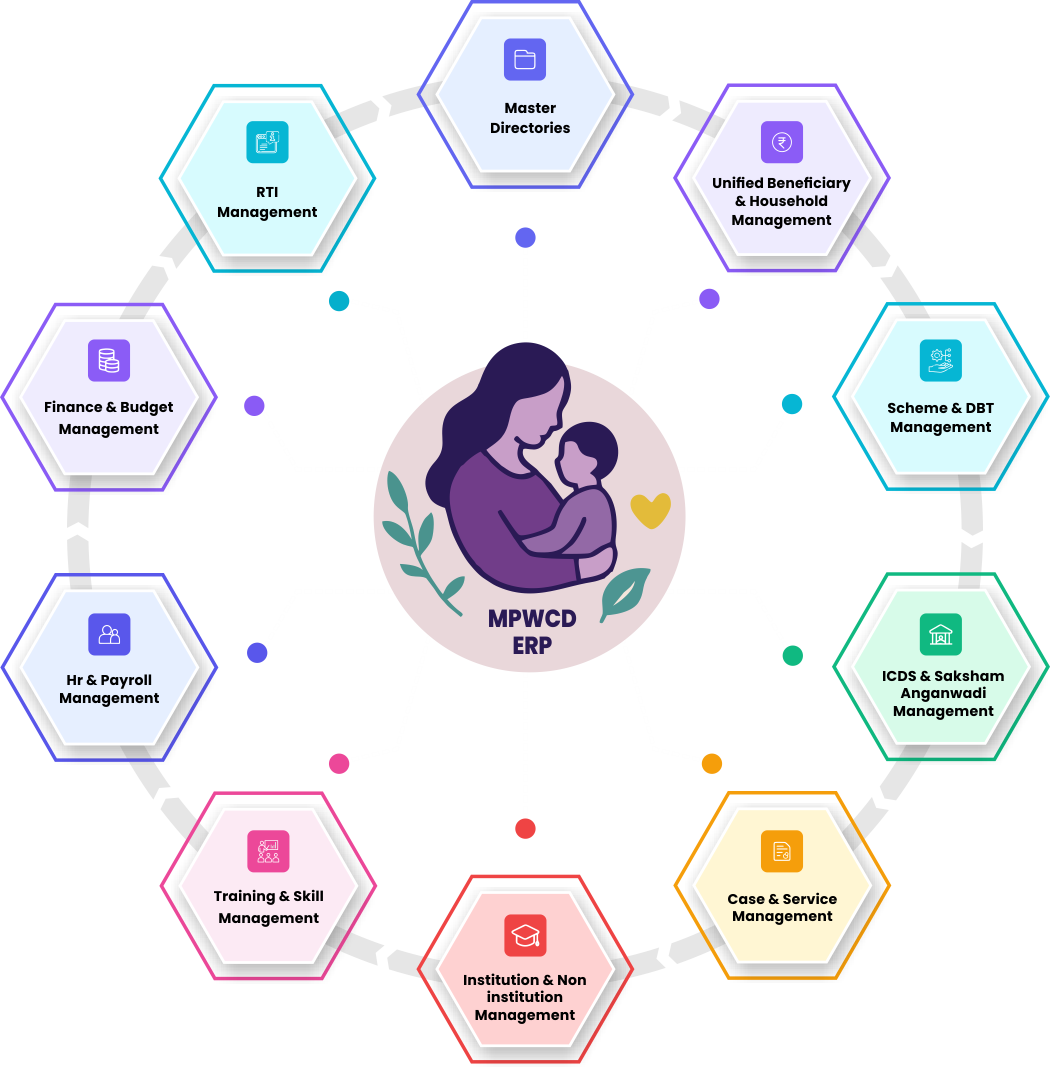 Master
Directories
Unified Beneficiary
& Household
Management
Scheme & DBT
Management
ICDS & Saksham
Anganwadi
Management
Case & Service
Management
Institution & Non
institution
Management
Training & Skill
Management
Hr & Payroll
Management
Finance & Budget
Management
RTI
Management
MPWCD
ERP